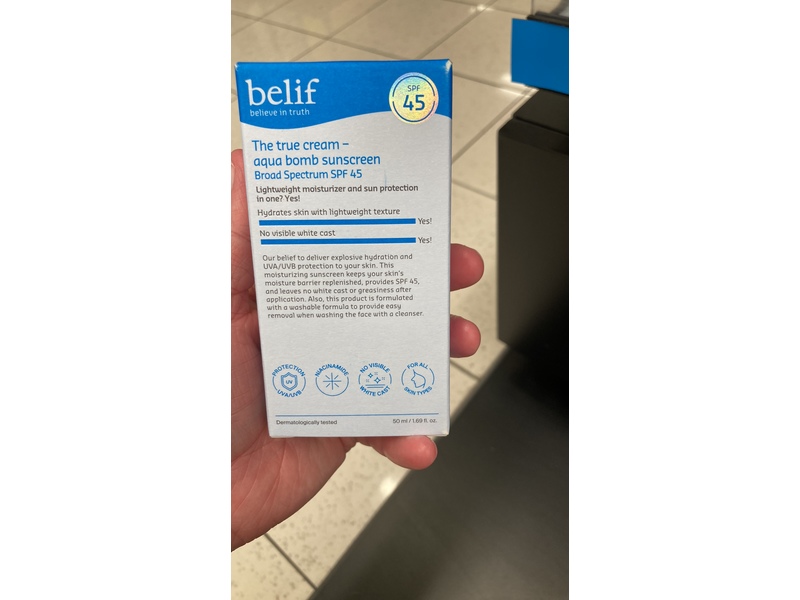 belif
believe in truth
SPF
45
The true cream –
aqua bomb sunscreen
Broad Spectrum SPF 45
Lightweight moisturizer and sun protection
in one? Yes!
Hydrates skin with lightweight texture
Yes!
No visible white cast
Yes!
Our belief to deliver explosive hydration and
UVA/UVB protection to your skin. This
moisturizing sunscreen keeps your skin's
moisture barrier replenished, provides SPF 45,
and leaves no white cast or greasiness after
application. Also, this product is formulated
with a washable formula to provide easy
removal when washing the face with a cleanser.
PROTECTION
UV
UVA/UVB
NIACINAMIDE
NO VISIBLE
WHITE CAST
FOR ALL
SKIN TYPES
Dermatologically tested
50 ml / 1.69 fl. oz.